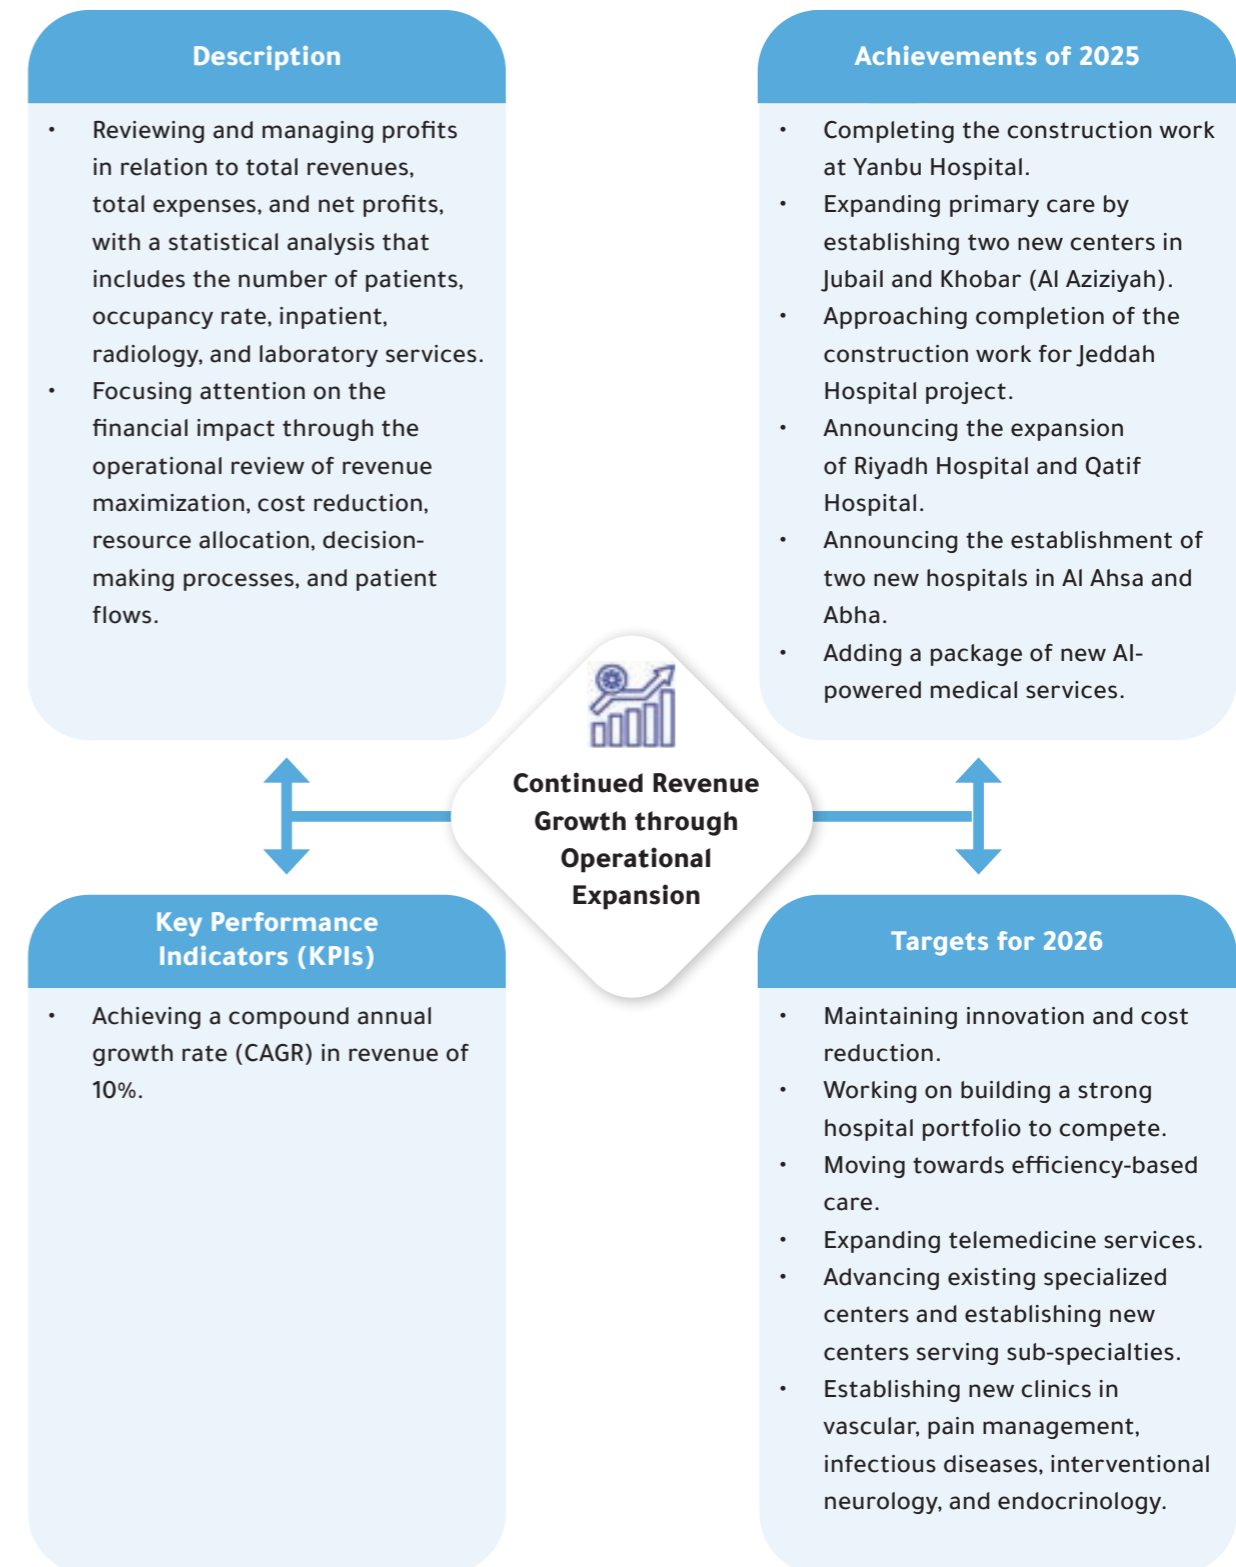 Description
• Reviewing and managing profits
in relation to total revenues,
total expenses, and net profits,
with a statistical analysis that
includes the number of patients,
occupancy rate, inpatient,
radiology, and laboratory services.
• Focusing attention on the
financial impact through the
operational review of revenue
maximization, cost reduction,
resource allocation, decision-
making processes, and patient
flows.
Achievements of 2025
• Completing the construction work
at Yanbu Hospital.
• Expanding primary care by
establishing two new centers in
Jubail and Khobar (Al Aziziyah).
• Approaching completion of the
construction work for Jeddah
Hospital project.
• Announcing the expansion
of Riyadh Hospital and Qatif
Hospital.
• Announcing the establishment of
two new hospitals in Al Ahsa and
Abha.
• Adding a package of new AI-
powered medical services.
Continued Revenue
Growth through
Operational
Expansion
Key Performance
Indicators (KPIs)
• Achieving a compound annual
growth rate (CAGR) in revenue of
10%.
Targets for 2026
• Maintaining innovation and cost
reduction.
• Working on building a strong
hospital portfolio to compete.
• Moving towards efficiency-based
care.
• Expanding telemedicine services.
• Advancing existing specialized
centers and establishing new
centers serving sub-specialties.
• Establishing new clinics in
vascular, pain management,
infectious diseases, interventional
neurology, and endocrinology.